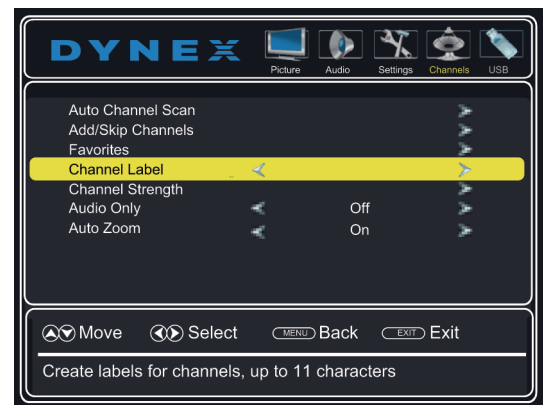 DYNEX
Picture Audio Settings Channels USB
Auto Channel Scan
Add/Skip Channels
Favorites
Channel Label
Channel Strength
Audio Only Off
Auto Zoom On
Move Select MENU Back EXIT Exit
Create labels for channels, up to 11 characters